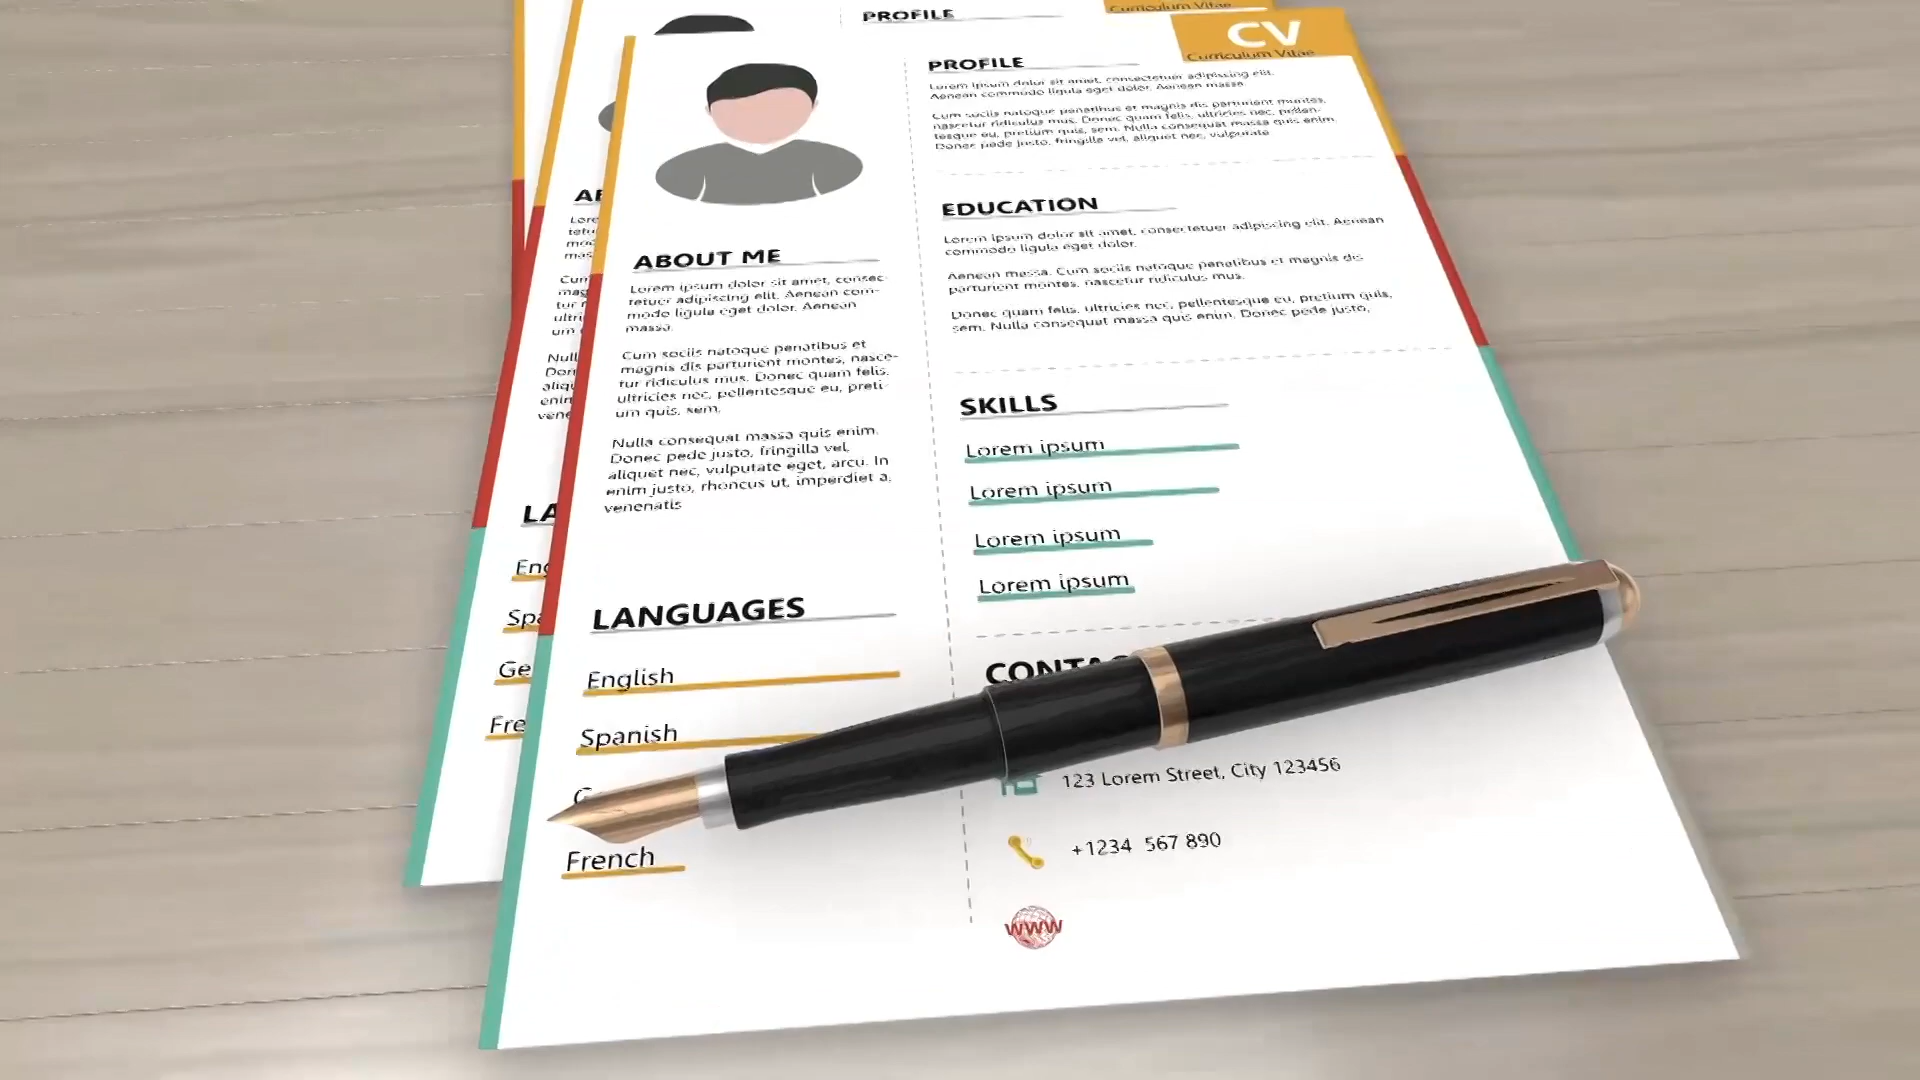 PROFILE
Curriculum Vitae
CV
Curriculum Vitae
PROFILE
Lorem ipsum dolor sit amet, consectetuer adipiscing elit.
Aenean commodo ligula eget dolor. Aenean massa.
Cum sociis natoque penatibus et magnis dis parturient montes,
nascetur ridiculus mus. Donec quam felis, ultricies nec, pellen-
tesque eu, pretium quis, sem. Nulla consequat massa quis enim.
Donec pede justo, fringilla vel, aliquet nec, vulputate
EDUCATION
Lorem ipsum dolor sit amet, consectetuer adipiscing elit. Aenean
commodo ligula eget dolor.
Aenean massa. Cum sociis natoque penatibus et magnis dis
parturient montes, nascetur ridiculus mus.
Donec quam felis, ultricies nec, pellentesque eu, pretium quis,
sem. Nulla consequat massa quis enim. Donec pede justo,
SKILLS
Lorem ipsum
Lorem ipsum
Lorem ipsum
Lorem ipsum
CONTAC
123 Lorem Street, City 123456
+1234 567 890
WWW
ABOUT ME
Lorem ipsum dolor sit amet, consec-
tetuer adipiscing elit. Aenean com-
modo ligula eget dolor. Aenean
massa.
Cum sociis natoque penatibus et
magnis dis parturient montes, nasce-
tur ridiculus mus. Donec quam felis,
ultricies nec, pellentesque eu, preti-
um quis, sem.
Nulla consequat massa quis enim.
Donec pede justo, fringilla vel,
aliquet nec, vulputate eget, arcu. In
enim justo, rhoncus ut, imperdiet a,
venenatis
LANGUAGES
English
Spanish
French